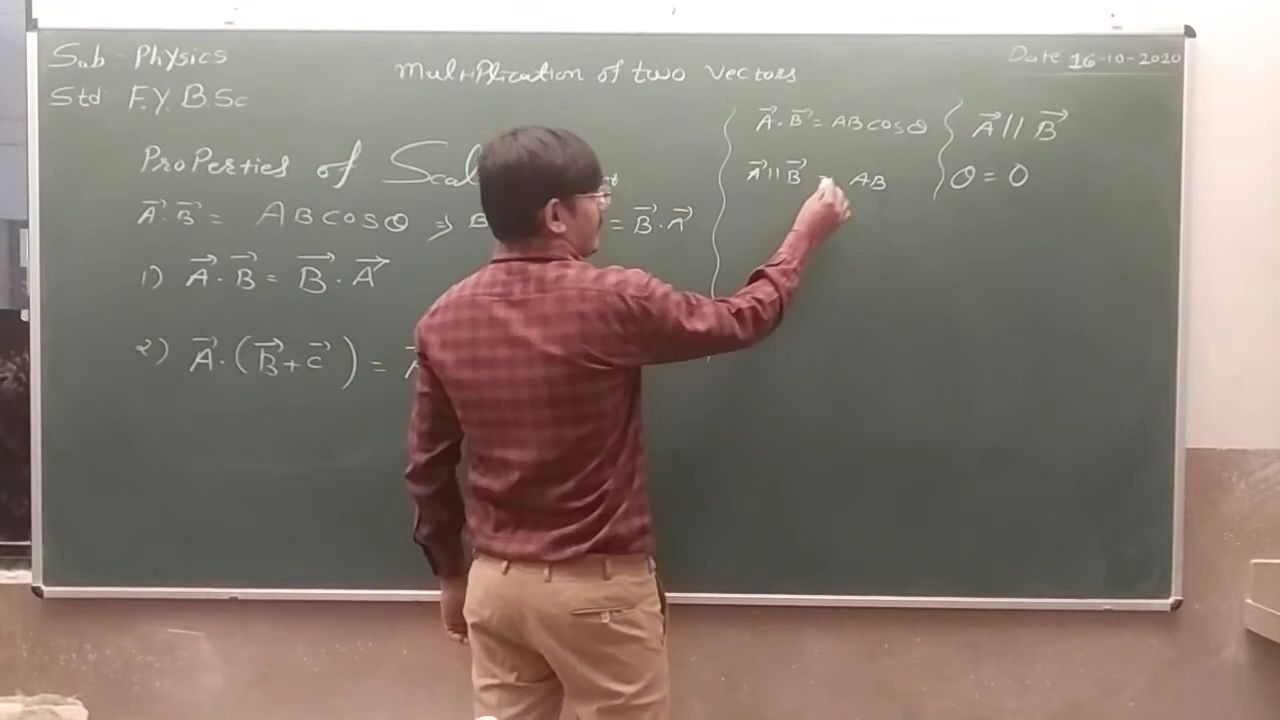 Sub - Physics
Std F.Y. B.Sc
Multiplication of two vectors
Date 16-10-2020
Properties of
A⃗·B⃗ = ABcosθ ⇒ B = B⃗·A⃗
1) A⃗·B⃗ = B⃗·A⃗
2) A⃗·(B⃗+C⃗) =
A⃗·B⃗ = ABcosθ
A⃗ || B⃗ = AB
A⃗ // B⃗
θ = 0